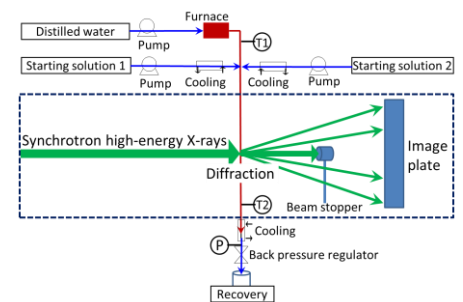 Furnace
Distilled water
Pump
T1
Starting solution 1
Starting solution 2
Pump
Cooling
Cooling
Pump
Synchrotron high-energy X-rays
Image
plate
Diffraction
T2
Beam stopper
Cooling
P
Back pressure regulator
Recovery